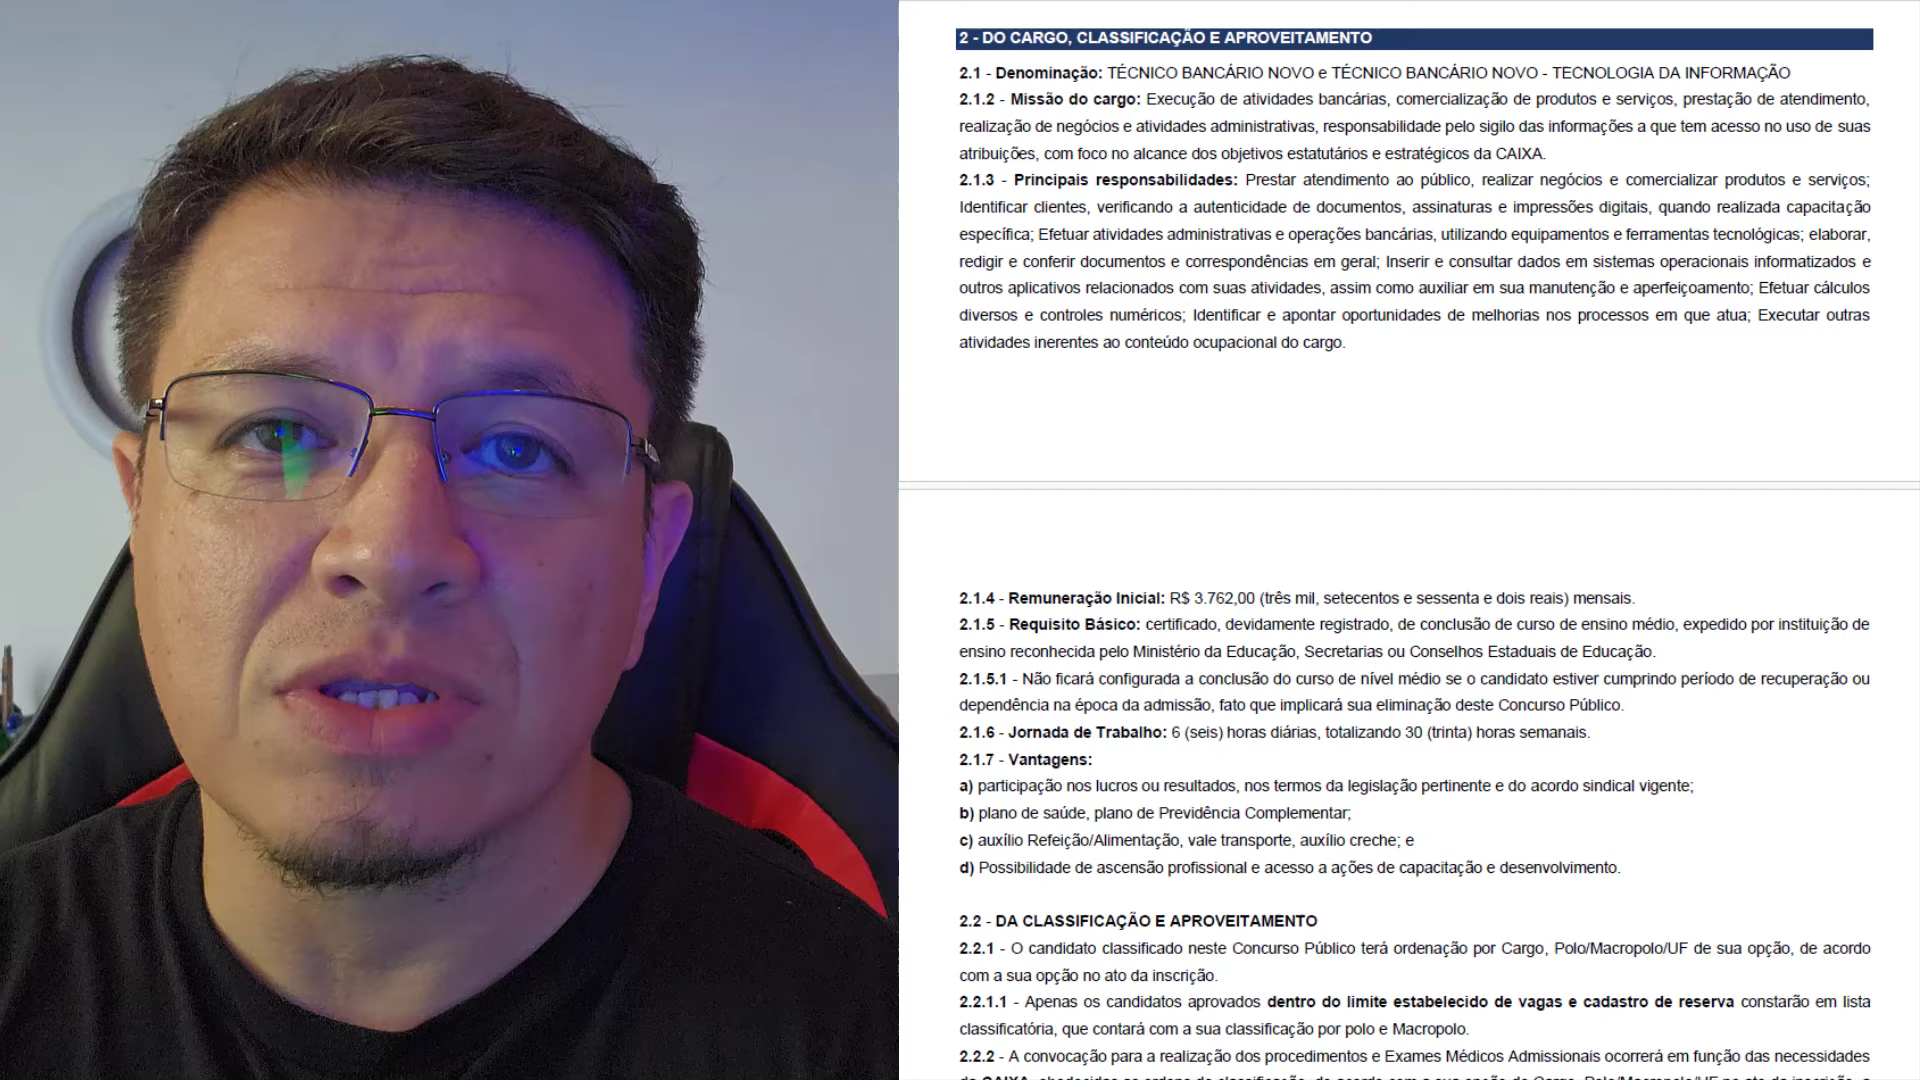 2 - DO CARGO, CLASSIFICAÇÃO E APROVEITAMENTO
2.1 - Denominação: TÉCNICO BANCÁRIO NOVO e TÉCNICO BANCÁRIO NOVO - TECNOLOGIA DA INFORMAÇÃO
2.1.2 - Missão do cargo: Execução de atividades bancárias, comercialização de produtos e serviços, prestação de atendimento,
realização de negócios e atividades administrativas, responsabilidade pelo sigilo das informações a que tem acesso no uso de suas
atribuições, com foco no alcance dos objetivos estatutários e estratégicos da CAIXA.
2.1.3 - Principais responsabilidades: Prestar atendimento ao público, realizar negócios e comercializar produtos e serviços;
Identificar clientes, verificando a autenticidade de documentos, assinaturas e impressões digitais, quando realizada capacitação
específica; Efetuar atividades administrativas e operações bancárias, utilizando equipamentos e ferramentas tecnológicas; elaborar,
redigir e conferir documentos e correspondências em geral; Inserir e consultar dados em sistemas operacionais informatizados e
outros aplicativos relacionados com suas atividades, assim como auxiliar em sua manutenção e aperfeiçoamento; Efetuar cálculos
diversos e controles numéricos; Identificar e apontar oportunidades de melhorias nos processos em que atua; Executar outras
atividades inerentes ao conteúdo ocupacional do cargo.
2.1.4 - Remuneração Inicial: R$ 3.762,00 (três mil, setecentos e sessenta e dois reais) mensais.
2.1.5 - Requisito Básico: certificado, devidamente registrado, de conclusão de curso de ensino médio, expedido por instituição de
ensino reconhecida pelo Ministério da Educação, Secretarias ou Conselhos Estaduais de Educação.
2.1.5.1 - Não ficará configurada a conclusão do curso de nível médio se o candidato estiver cumprindo período de recuperação ou
dependência na época da admissão, fato que implicará sua eliminação deste Concurso Público.
2.1.6 - Jornada de Trabalho: 6 (seis) horas diárias, totalizando 30 (trinta) horas semanais.
2.1.7 - Vantagens:
a) participação nos lucros ou resultados, nos termos da legislação pertinente e do acordo sindical vigente;
b) plano de saúde, plano de Previdência Complementar;
c) auxílio Refeição/Alimentação, vale transporte, auxílio creche; e
d) Possibilidade de ascensão profissional e acesso a ações de capacitação e desenvolvimento.
2.2 - DA CLASSIFICAÇÃO E APROVEITAMENTO
2.2.1 - O candidato classificado neste Concurso Público terá ordenação por Cargo, Polo/Macropolo/UF de sua opção, de acordo
com a sua opção no ato da inscrição.
2.2.1.1 - Apenas os candidatos aprovados dentro do limite estabelecido de vagas e cadastro de reserva constarão em lista
classificatória, que contará com a sua classificação por polo e Macropolo.
2.2.2 - A convocação para a realização dos procedimentos e Exames Médicos Admissionais ocorrerá em função das necessidades